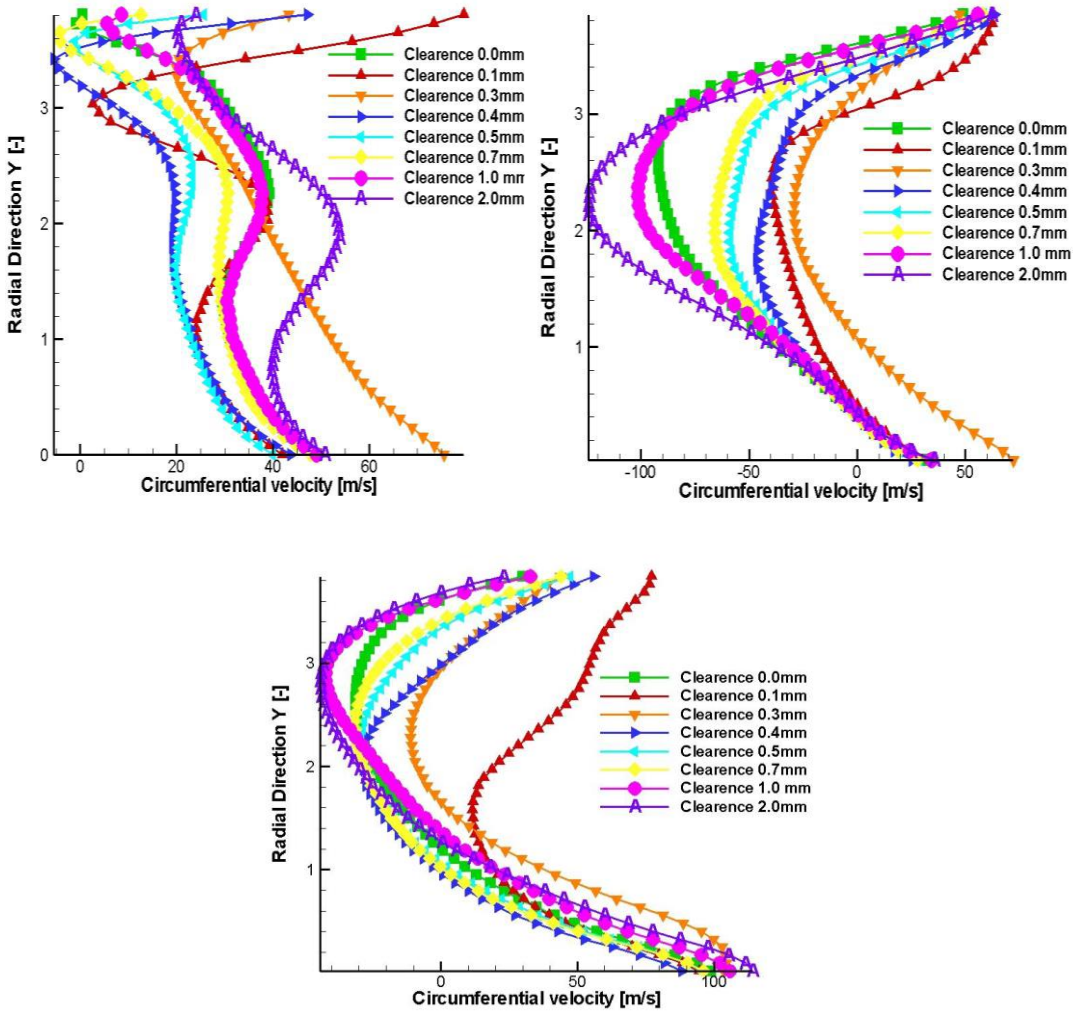 Radial Direction Y [-]
3
2
1
0
0
20
40
60
Circumferential velocity [m/s]
Clearence 0.0mm
Clearence 0.1mm
Clearence 0.3mm
Clearence 0.4mm
Clearence 0.5mm
Clearence 0.7mm
Clearence 1.0 mm
Clearence 2.0mm
Radial Direction Y [-]
3
2
1
-100
-50
0
50
Circumferential velocity [m/s]
Clearence 0.0mm
Clearence 0.1mm
Clearence 0.3mm
Clearence 0.4mm
Clearence 0.5mm
Clearence 0.7mm
Clearence 1.0 mm
Clearence 2.0mm
Radial Direction Y [-]
3
2
1
0
50
100
Circumferential velocity [m/s]
Clearence 0.0mm
Clearence 0.1mm
Clearence 0.3mm
Clearence 0.4mm
Clearence 0.5mm
Clearence 0.7mm
Clearence 1.0 mm
Clearence 2.0mm